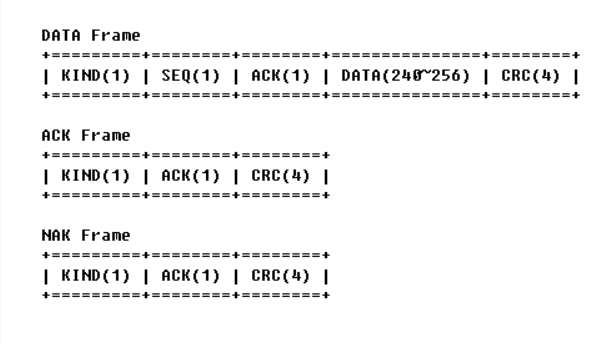 DATA Frame
+=========+========+========+===============+========+
| KIND(1) | SEQ(1) | ACK(1) | DATA(240~256) | CRC(4) |
+=========+========+========+===============+========+
ACK Frame
+=========+========+========+
| KIND(1) | ACK(1) | CRC(4) |
+=========+========+========+
NAK Frame
+=========+========+========+
| KIND(1) | ACK(1) | CRC(4) |
+=========+========+========+